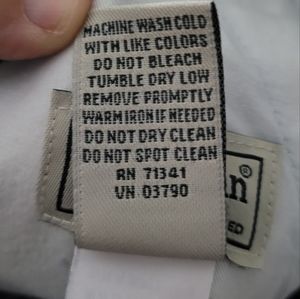 MACHINE WASH COLD
WITH LIKE COLORS
DO NOT BLEACH
TUMBLE DRY LOW
REMOVE PROMPTLY
WARM IRON IF NEEDED
DO NOT DRY CLEAN
DO NOT SPOT CLEAN
RN 71341
VN 03790
n®
ED